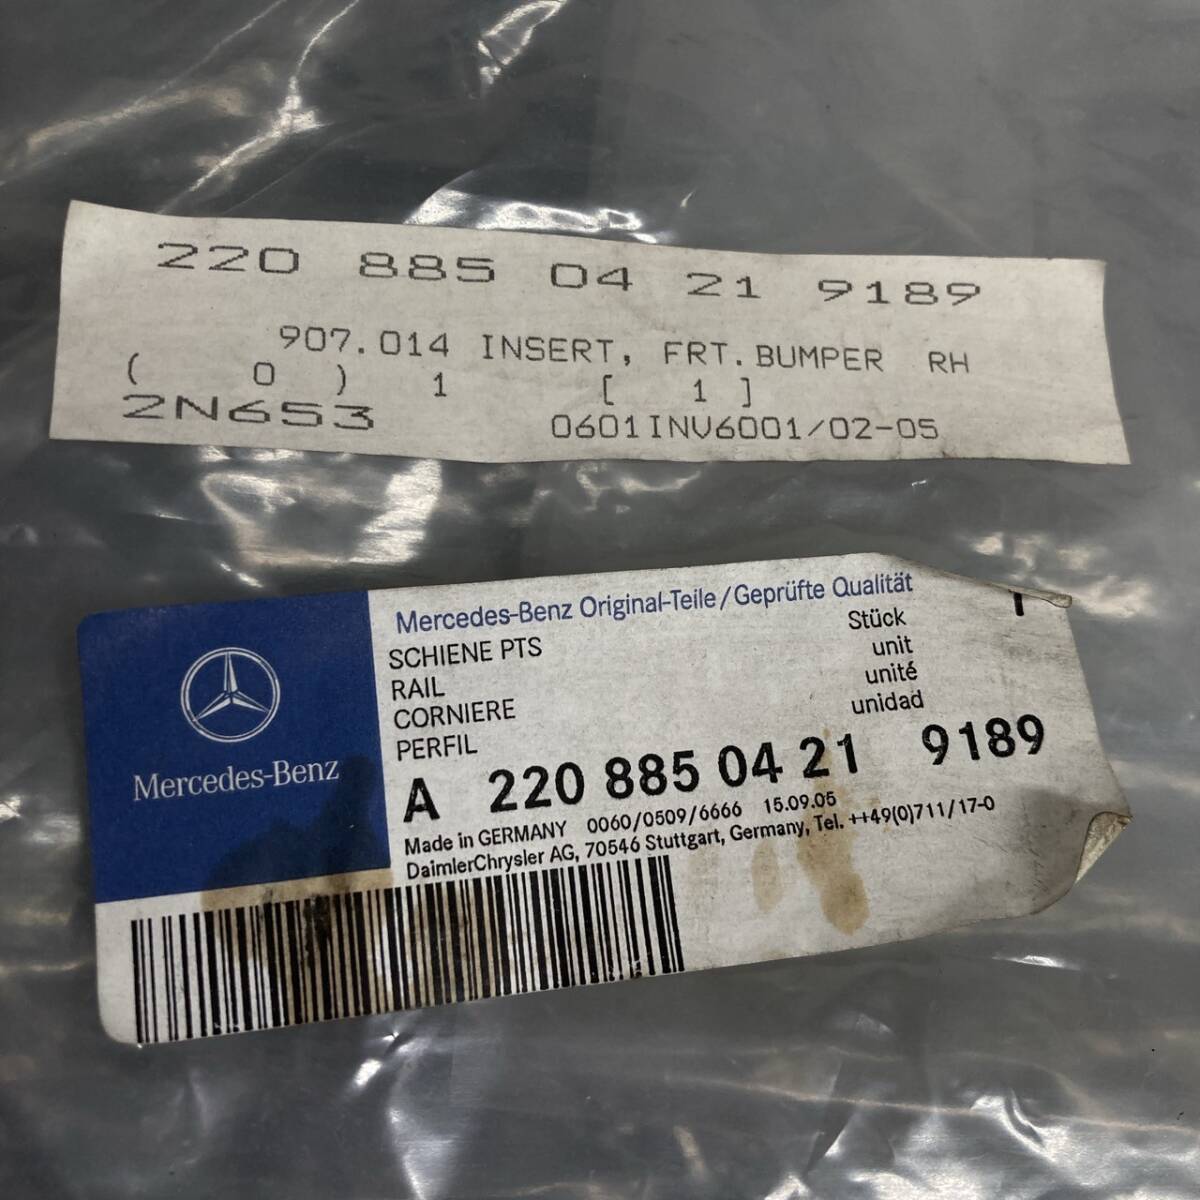 220 885 04 21 9189
907.014 INSERT, FRT.BUMPER RH
( 0 ) 1 [ 1 ]
2N653 0601INV6001/02-05
Mercedes-Benz Original-Teile/Geprüfte Qualität
SCHIENE PTS Stück
RAIL unit
CORNIERE unité
PERFIL unidad
A 220 885 04 21 9189
Made in GERMANY 0060/0509/6666 15.09.05
DaimlerChrysler AG, 70546 Stuttgart, Germany, Tel. ++49(0)711/17-0
Mercedes-Benz